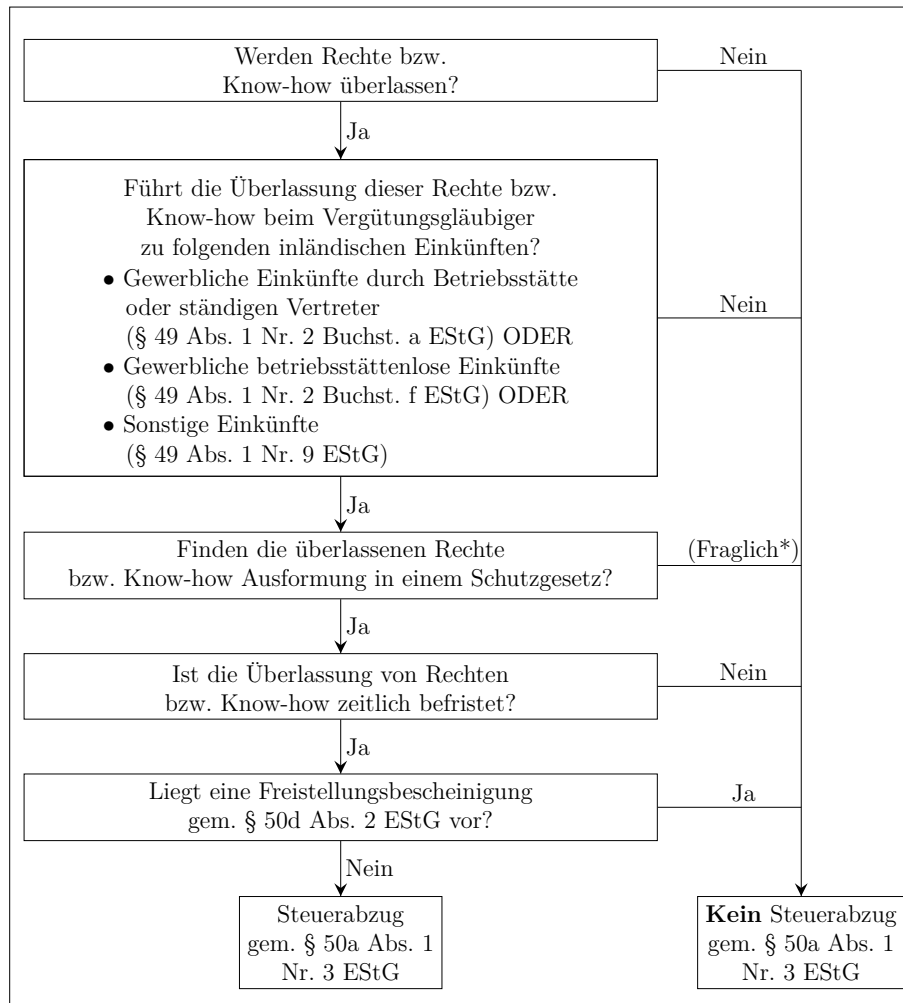 Werden Rechte bzw.
Know-how überlassen?
Nein
Ja
Führt die Überlassung dieser Rechte bzw.
Know-how beim Vergütungsgläubiger
zu folgenden inländischen Einkünften?
• Gewerbliche Einkünfte durch Betriebsstätte
oder ständigen Vertreter
(§ 49 Abs. 1 Nr. 2 Buchst. a EStG) ODER
• Gewerbliche betriebsstättenlose Einkünfte
(§ 49 Abs. 1 Nr. 2 Buchst. f EStG) ODER
• Sonstige Einkünfte
(§ 49 Abs. 1 Nr. 9 EStG)
Nein
Ja
Finden die überlassenen Rechte
bzw. Know-how Ausformung in einem Schutzgesetz?
(Fraglich*)
Ja
Ist die Überlassung von Rechten
bzw. Know-how zeitlich befristet?
Nein
Ja
Liegt eine Freistellungsbescheinigung
gem. § 50d Abs. 2 EStG vor?
Ja
Nein
Steuerabzug
gem. § 50a Abs. 1
Nr. 3 EStG
Kein Steuerabzug
gem. § 50a Abs. 1
Nr. 3 EStG